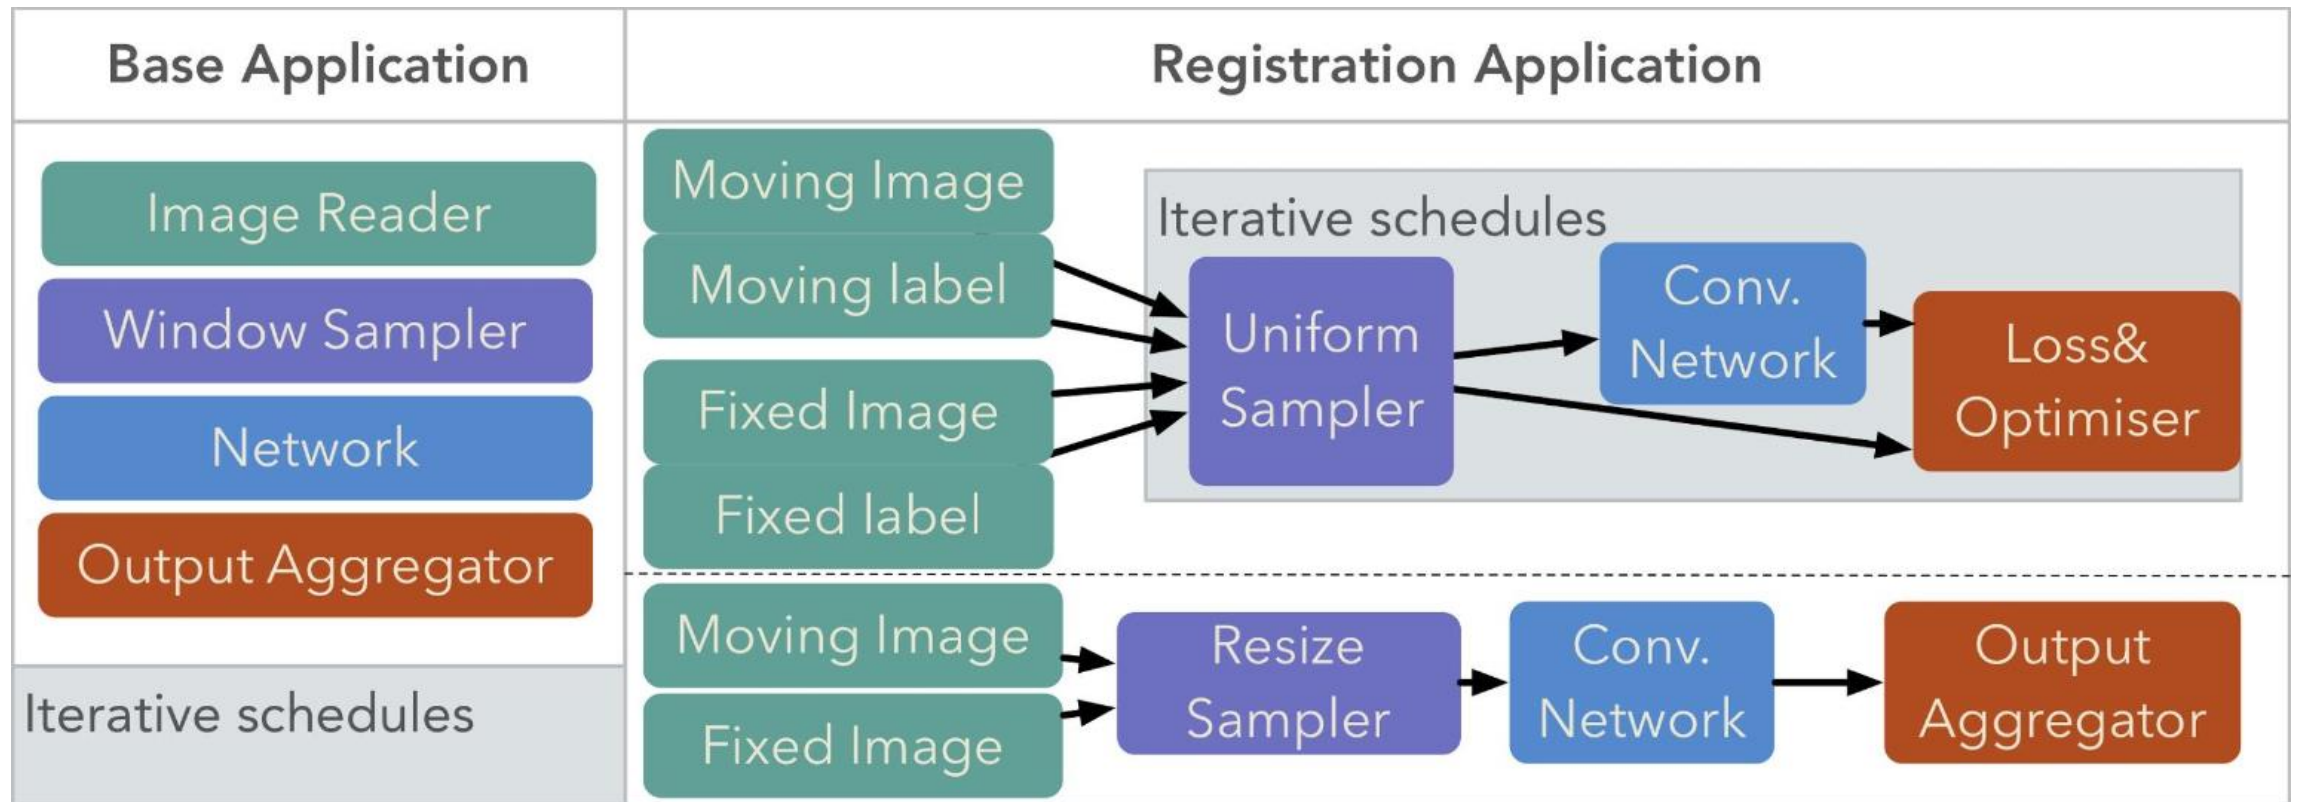 Base Application
Registration Application
Image Reader
Window Sampler
Network
Output Aggregator
Iterative schedules
Moving Image
Moving label
Fixed Image
Fixed label
Iterative schedules
Uniform
Sampler
Conv.
Network
Loss&
Optimiser
Moving Image
Fixed Image
Resize
Sampler
Conv.
Network
Output
Aggregator